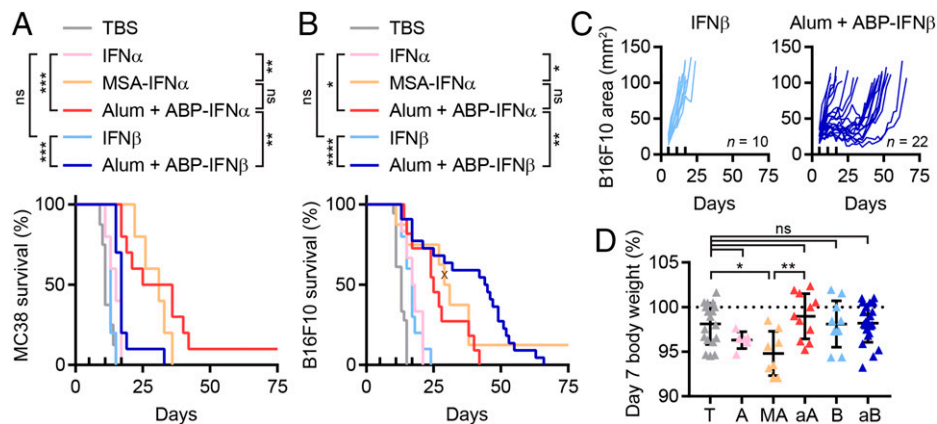 A
TBS
IFNα
MSA-IFNα
Alum + ABP-IFNα
IFNβ
Alum + ABP-IFNβ
ns
***
***
**
ns
**
MC38 survival (%)
100
50
0
0 25 50 75
Days
B
TBS
IFNα
MSA-IFNα
Alum + ABP-IFNα
IFNβ
Alum + ABP-IFNβ
ns
*
****
*
ns
**
B16F10 survival (%)
100
50
0
x
0 25 50 75
Days
C
IFNβ
Alum + ABP-IFNβ
B16F10 area (mm²)
150
100
50
0
n = 10
0 25 50 75
Days
150
100
50
0
n = 22
0 25 50 75
Days
D
ns
* **
Day 7 body weight (%)
105
100
95
90
T A MA aA B aB